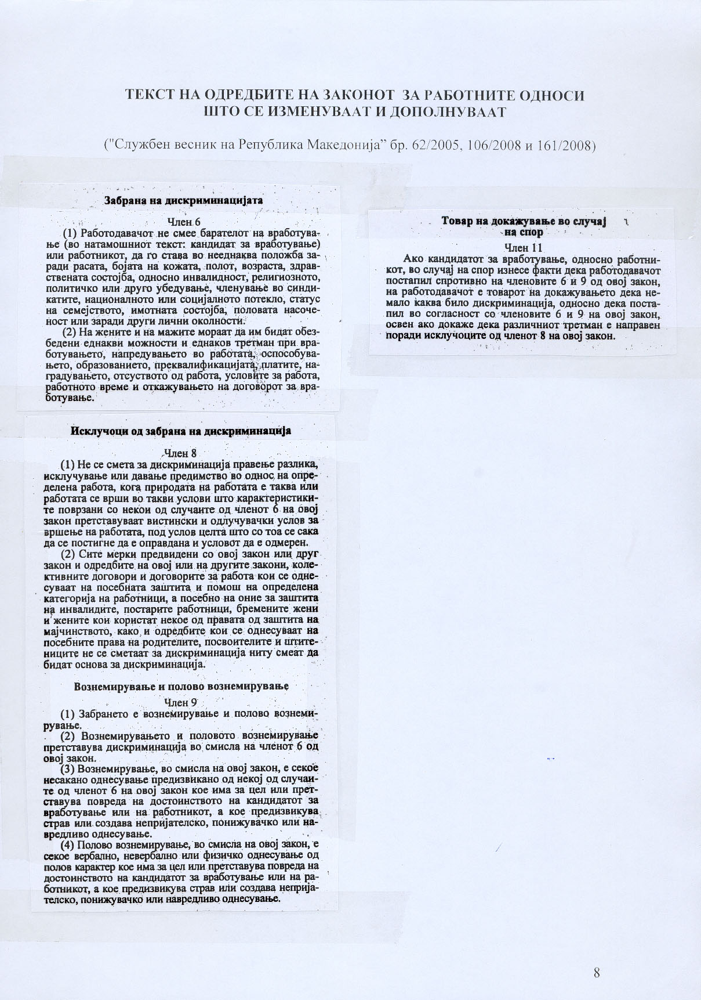 ТЕКСТ НА ОДРЕДБИТЕ НА ЗАКОНОТ ЗА РАБОТНИТЕ ОДНОСИ
ШТО СЕ ИЗМЕНУВААТ И ДОПОЛНУВААТ
("Службен весник на Република Македонија” бр. 62/2005, 106/2008 и 161/2008)
Забрана на дискриминацијата
Член 6
(1) Работодавачот не смее барателот на вработува-
ње (во натамошниот текст: кандидат за вработување)
или работникот, да го става во нееднаква положба за-
ради расата, бојата на кожата, полот, возраста, здрав-
ствената состојба, односно инвалидност, религиозното,
политичко или друго убедување, членување во синди-
катите, националното или социјалното потекло, статус
на семејството, имотната состојба, половата насоче-
ност или заради други лични околности.
(2) На жените и на мажите мораат да им бидат обез-
бедени еднакви можности и еднаков третман при вра-
ботувањето, напредувањето во работата, оспособува-
њето, образованието, преквалификацијата, платите, на-
градувањето, отсуството од работа, условите за работа,
работното време и откажувањето на договорот за вра-
ботување.
Исклучоци од забрана на дискриминација
Член 8
(1) Не се смета за дискриминација правење разлика,
исклучување или давање предимство во однос на опре-
делена работа, кога природата на работата е таква или
работата се врши во такви услови што карактеристики-
те поврзани со некои од случаите од членот 6 на овој
закон претставуваат вистински и одлучувачки услов за
вршење на работата, под услов целта што со тоа се сака
да се постигне да е оправдана и условот да е одмерен.
(2) Сите мерки предвидени со овој закон или друг
закон и одредбите на овој или на другите закони, коле-
ктивните договори и договорите за работа кои се одне-
суваат на посебната заштита и помош на определена
категорија на работници, а посебно на оние за заштита
на инвалидите, постарите работници, бремените жени
и жените кои користат некое од правата од заштита на
мајчинството, како и одредбите кои се однесуваат на
посебните права на родителите, посвоителите и штите-
ниците не се сметаат за дискриминација ниту смеат да
бидат основа за дискриминација.
Вознемирување и полово вознемирување
Член 9
(1) Забрането е вознемирување и полово вознеми-
рување.
(2) Вознемирувањето и половото вознемирување
претставува дискриминација во смисла на членот 6 од
овој закон.
(3) Вознемирување, во смисла на овој закон, е секое
несакано однесување предизвикано од некој од случаи-
те од членот 6 на овој закон кое има за цел или прет-
ставува повреда на достоинството на кандидатот за
вработување или на работникот, а кое предизвикува
страв или создава непријателско, понижувачко или на-
вредливо однесување.
(4) Полово вознемирување, во смисла на овој закон, е
секое вербално, невербално или физичко однесување од
полов карактер кое има за цел или претставува повреда на
достоинството на кандидатот за вработување или на ра-
ботникот, а кое предизвикува страв или создава неприја-
телско, понижувачко или навредливо однесување.
Товар на докажување во случај
на спор
Член 11
Ако кандидатот за вработување, односно работни-
кот, во случај на спор изнесе факти дека работодавачот
постапил спротивно на членовите 6 и 9 од овој закон,
на работодавачот е товарот на докажувањето дека не-
мало каква било дискриминација, односно дека поста-
пил во согласност со членовите 6 и 9 на овој закон,
освен ако докаже дека различниот третман е направен
поради исклучоците од членот 8 на овој закон.
8